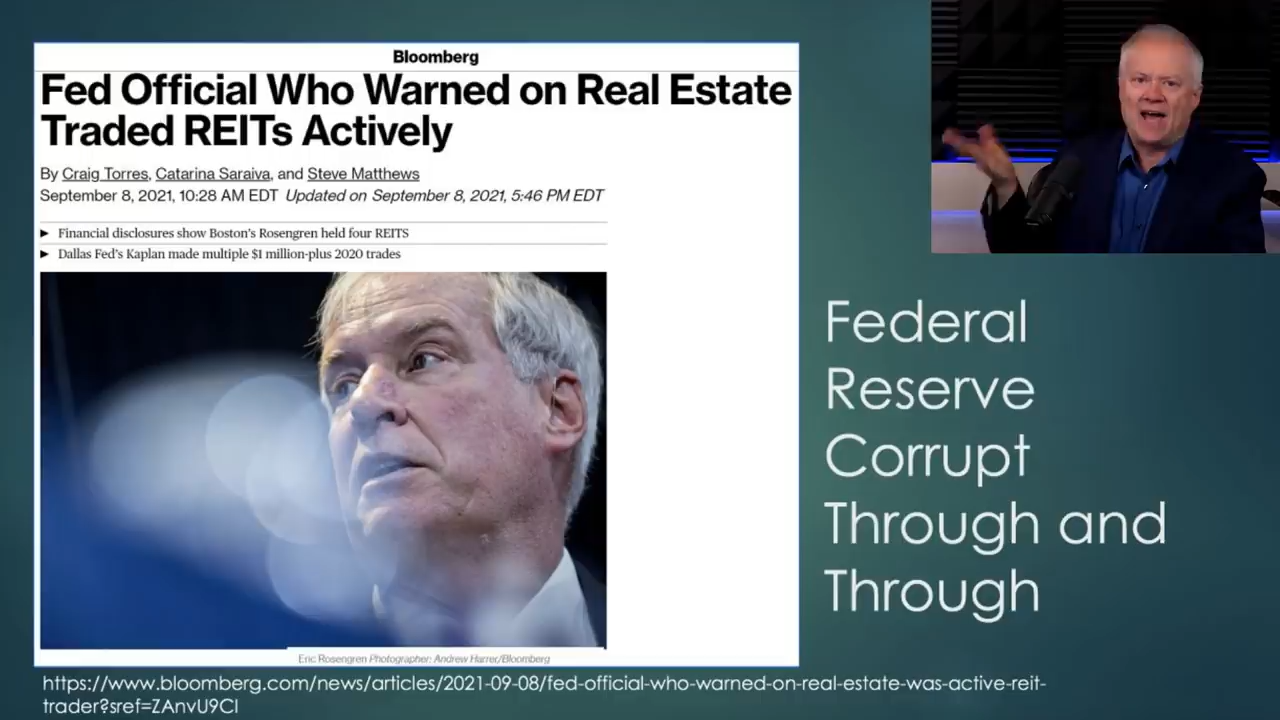 Bloomberg
Fed Official Who Warned on Real Estate
Traded REITs Actively
By Craig Torres, Catarina Saraiva, and Steve Matthews
September 8, 2021, 10:28 AM EDT Updated on September 8, 2021, 5:46 PM EDT
▶ Financial disclosures show Boston's Rosengren held four REITS
▶ Dallas Fed's Kaplan made multiple $1 million-plus 2020 trades
Eric Rosengren Photographer: Andrew Harrer/Bloomberg
Federal
Reserve
Corrupt
Through and
Through
https://www.bloomberg.com/news/articles/2021-09-08/fed-official-who-warned-on-real-estate-was-active-reit-
trader?sref=ZAnvU9CI